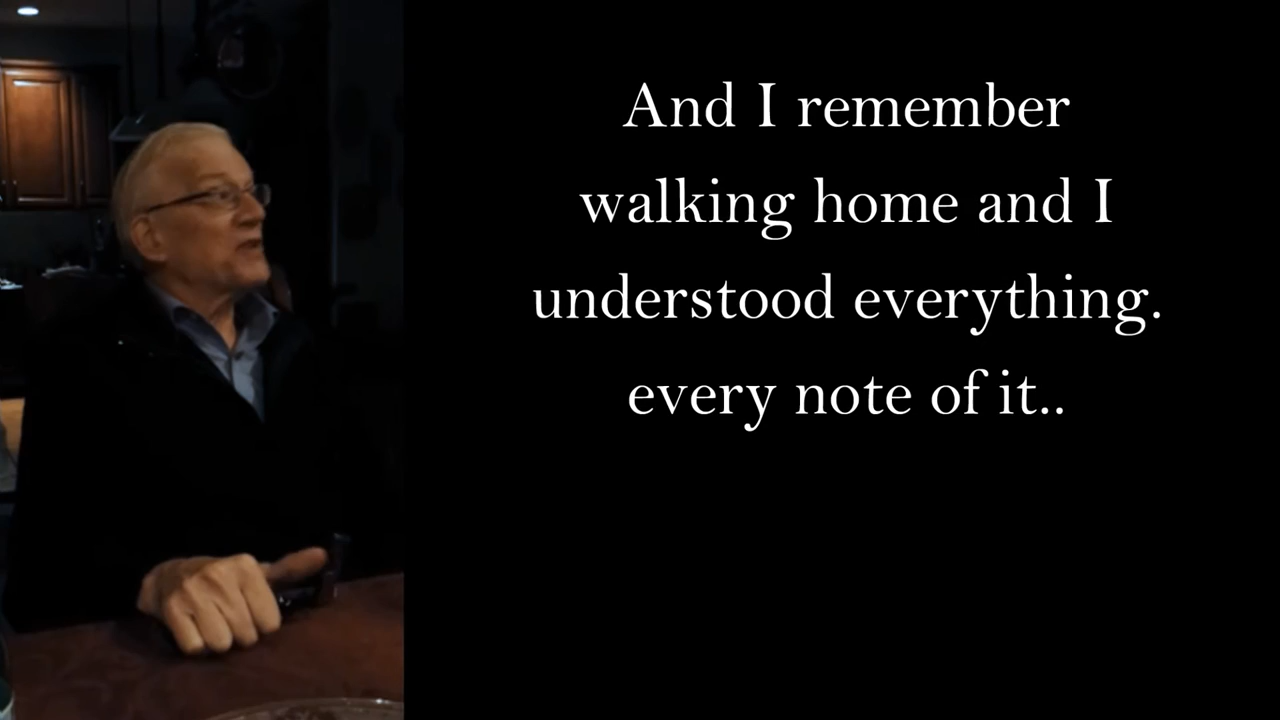 And I remember
walking home and I
understood everything.
every note of it..